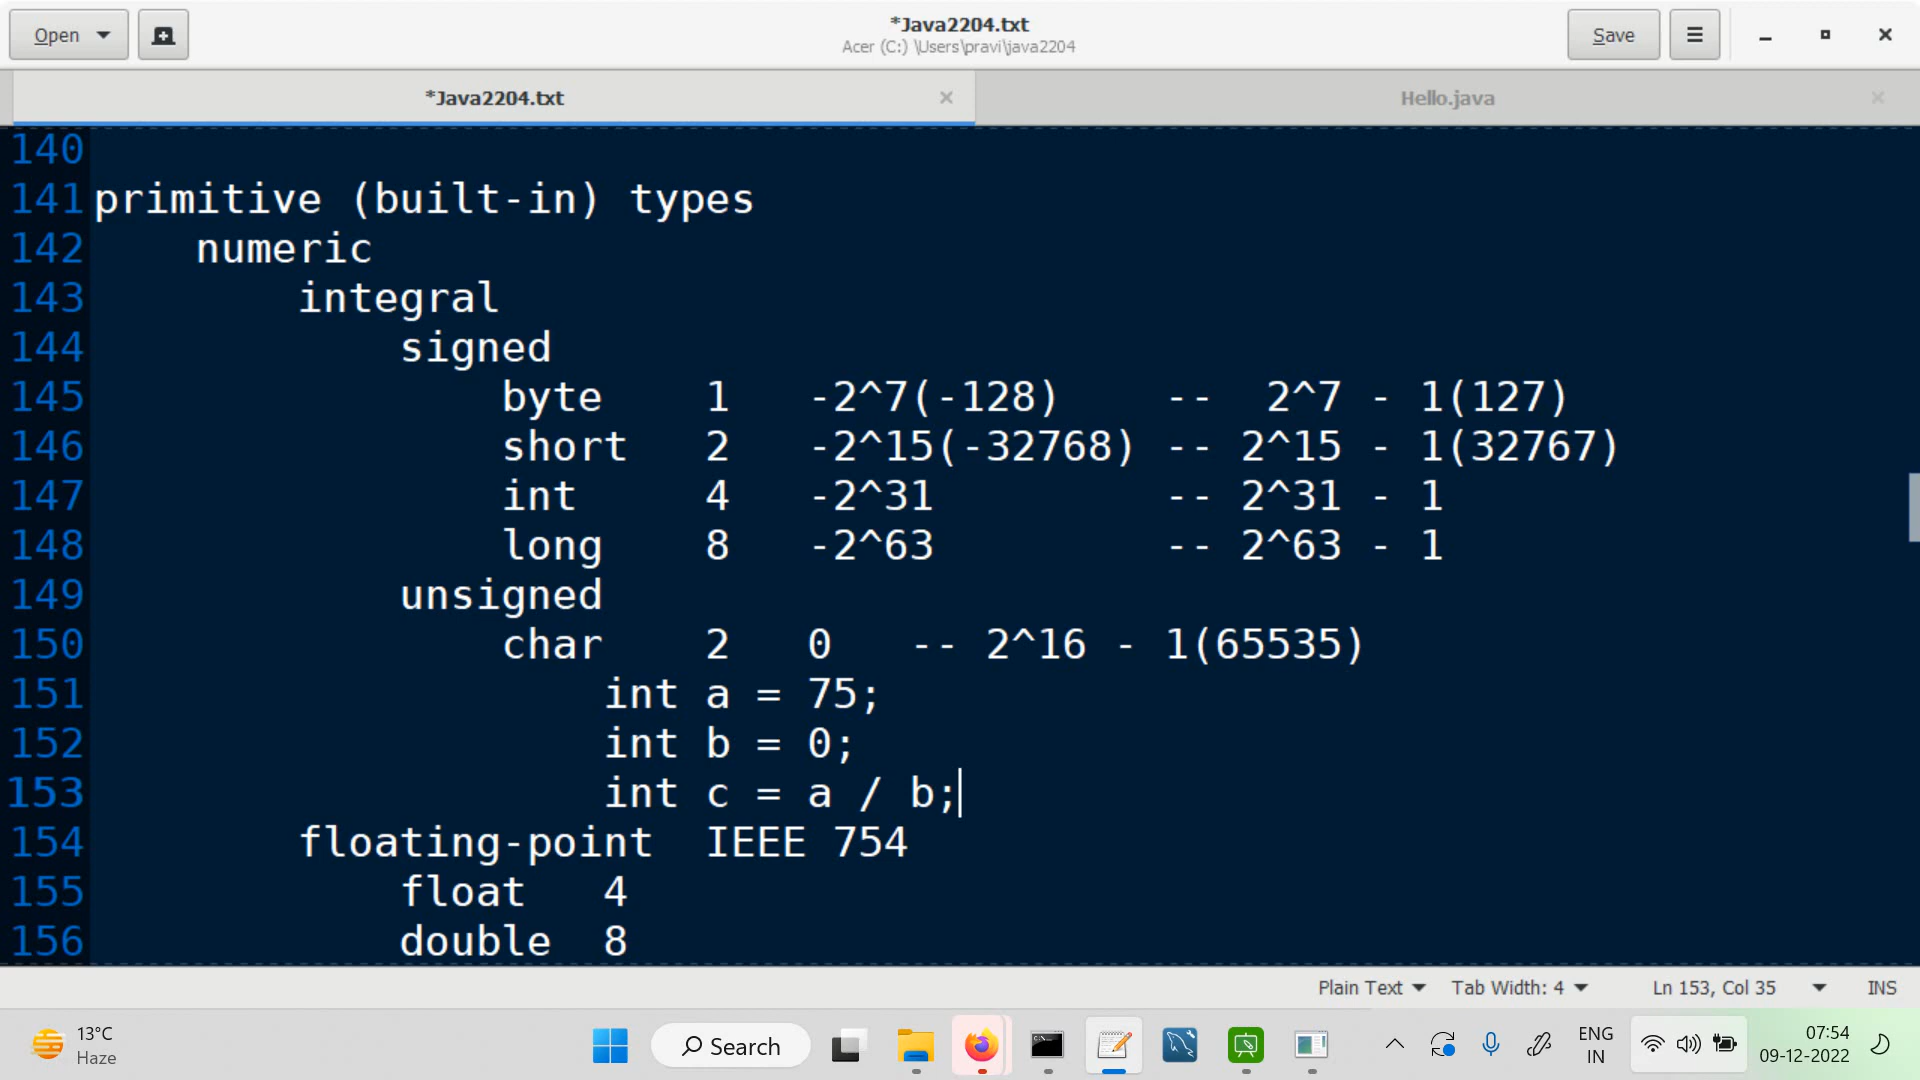 Open
*Java2204.txt
Acer (C:) \Users\pravi\java2204
Save
*Java2204.txt
Hello.java
140
141 primitive (built-in) types
142 numeric
143 integral
144 signed
145 byte 1 -2^7(-128) -- 2^7 - 1(127)
146 short 2 -2^15(-32768) -- 2^15 - 1(32767)
147 int 4 -2^31 -- 2^31 - 1
148 long 8 -2^63 -- 2^63 - 1
149 unsigned
150 char 2 0 -- 2^16 - 1(65535)
151 int a = 75;
152 int b = 0;
153 int c = a / b;
154 floating-point IEEE 754
155 float 4
156 double 8
Plain Text Tab Width: 4 Ln 153, Col 35 INS
13°C
Haze
Search
ENG
IN
07:54
09-12-2022